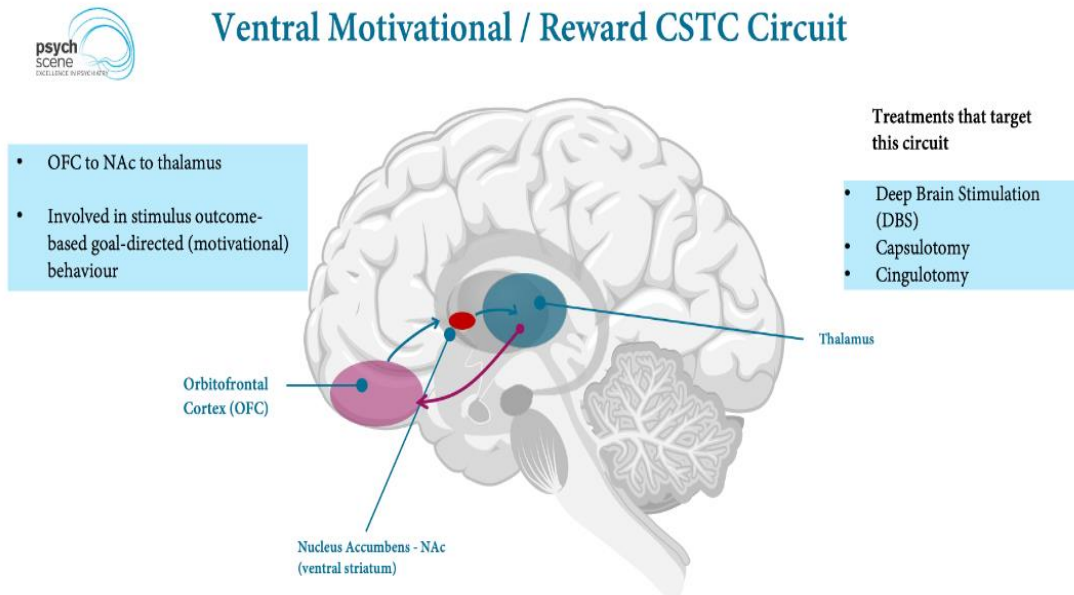 Ventral Motivational / Reward CSTC Circuit
psych
scene
EXCELLENCE IN PSYCHIATRY
• OFC to NAc to thalamus
• Involved in stimulus outcome-
based goal-directed (motivational)
behaviour
Treatments that target
this circuit
• Deep Brain Stimulation
(DBS)
• Capsulotomy
• Cingulotomy
Thalamus
Orbitofrontal
Cortex (OFC)
Nucleus Accumbens - NAc
(ventral striatum)